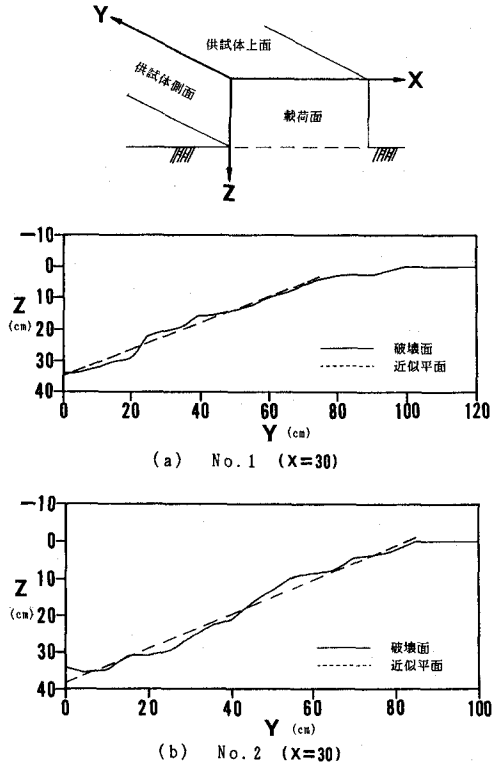 Y
供試体上面
供試体側面
X
載荷面
Z
-10
0
10
20
30
40
Z
(cm)
破壊面
近似平面
0 20 40 60 80 100 120
Y (cm)
(a) No.1 (X=30)
-10
0
10
20
30
40
Z
(cm)
破壊面
近似平面
0 20 40 60 80 100
Y (cm)
(b) No.2 (X=30)